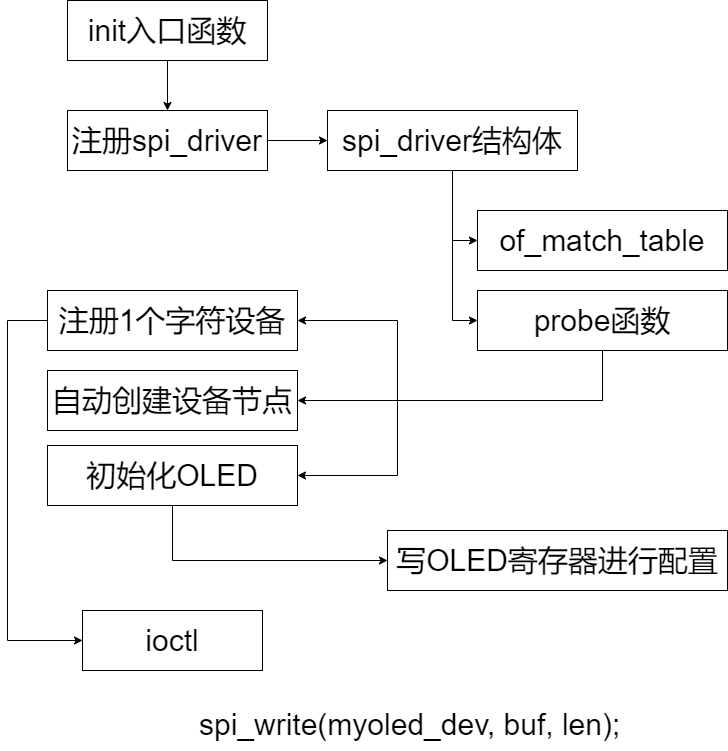 init入口函数
注册spi_driver
spi_driver结构体
of_match_table
注册1个字符设备
probe函数
自动创建设备节点
初始化OLED
写OLED寄存器进行配置
ioctl
spi_write(myoled_dev, buf, len);